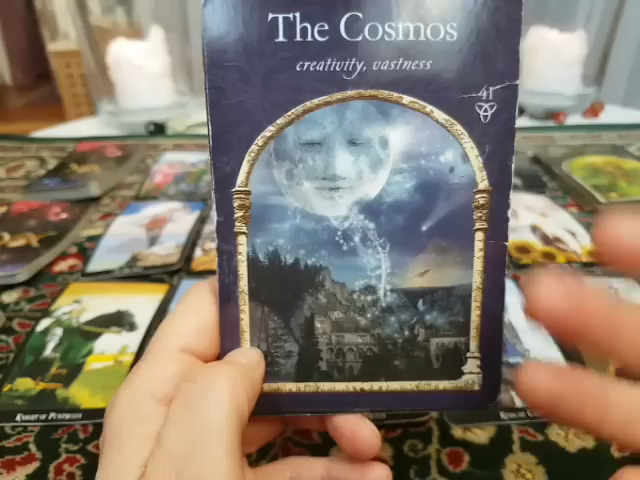 The Cosmos
creativity, vastness
41
Knight of Pentacles